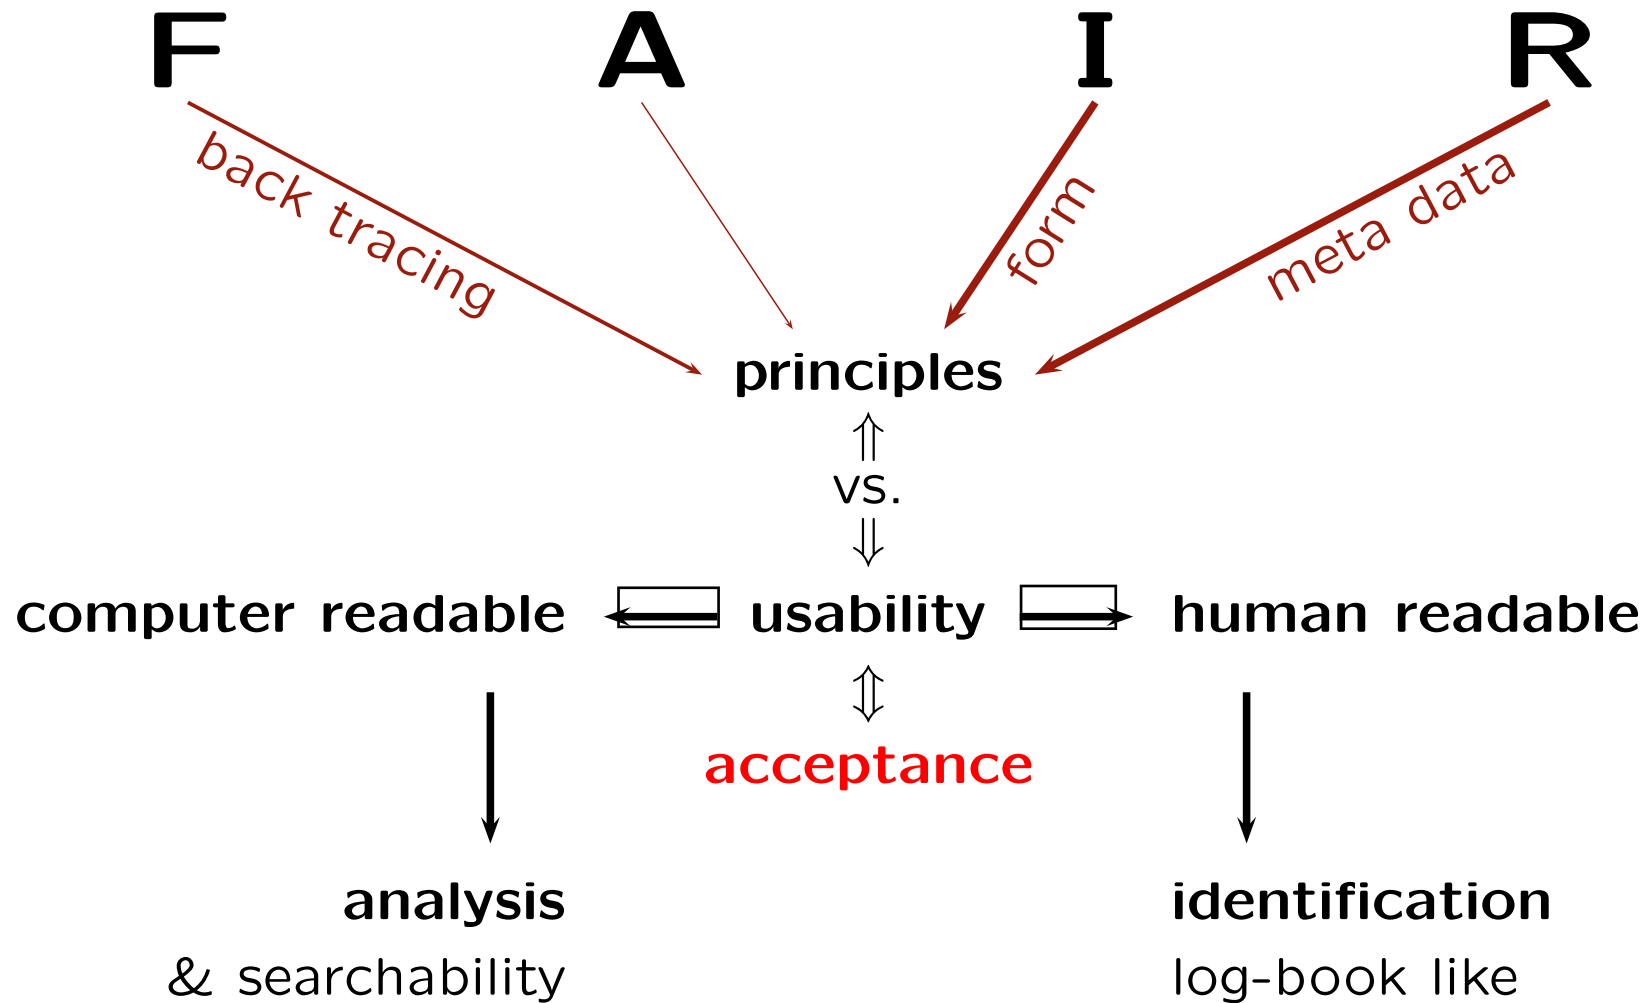 F A I R
back tracing
form
meta data
principles
vs.
computer readable usability human readable
acceptance
analysis identification
& searchability log-book like